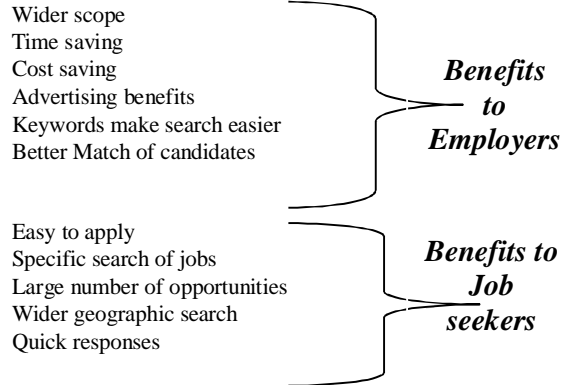 Wider scope
Time saving
Cost saving
Advertising benefits
Keywords make search easier
Better Match of candidates
Benefits
to
Employers
Easy to apply
Specific search of jobs
Large number of opportunities
Wider geographic search
Quick responses
Benefits to
Job
seekers